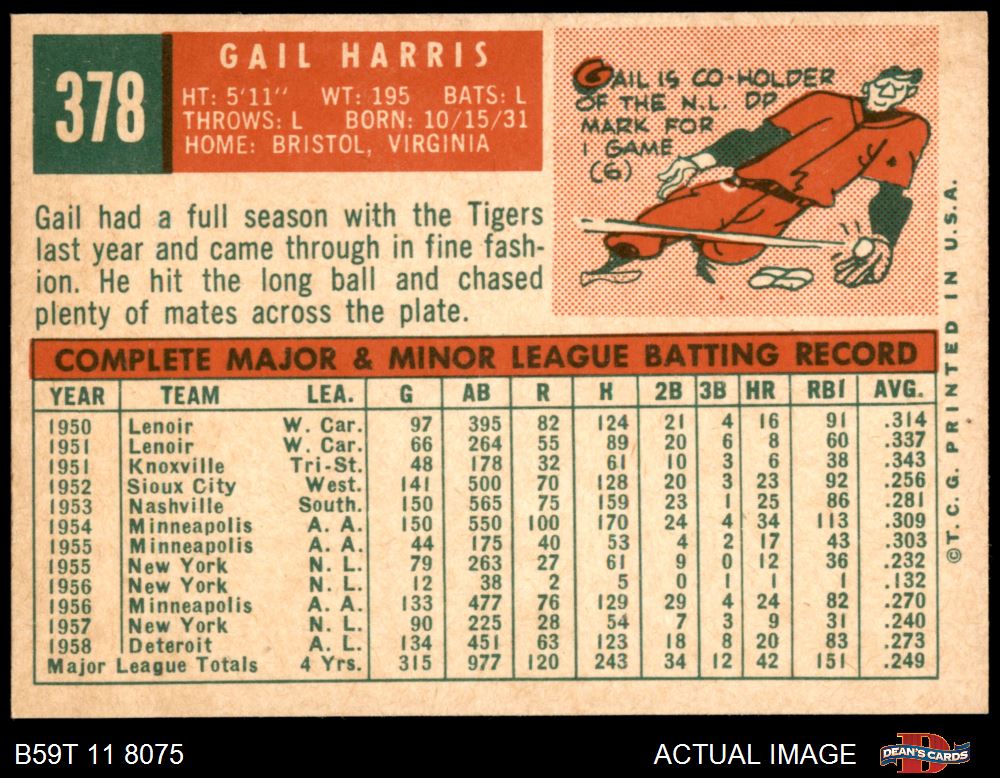 378
GAIL HARRIS
HT: 5'11" WT: 195 BATS: L
THROWS: L BORN: 10/15/31
HOME: BRISTOL, VIRGINIA
GAIL IS CO-HOLDER
OF THE N.L. DP
MARK FOR
1 GAME
(6)
Gail had a full season with the Tigers
last year and came through in fine fash-
ion. He hit the long ball and chased
plenty of mates across the plate.
COMPLETE MAJOR & MINOR LEAGUE BATTING RECORD
YEAR TEAM LEA. G AB R H 2B 3B HR RBI AVG.
1950 Lenoir W. Car. 97 395 82 124 21 4 16 91 .314
1951 Lenoir W. Car. 66 264 55 89 20 6 8 60 .337
1951 Knoxville Tri-St. 48 178 32 61 10 3 6 38 .343
1952 Sioux City West. 141 500 70 128 20 3 23 92 .256
1953 Nashville South. 150 565 75 159 23 1 25 86 .281
1954 Minneapolis A. A. 150 550 100 170 24 4 34 113 .309
1955 Minneapolis A. A. 44 175 40 53 4 2 17 43 .303
1955 New York N. L. 79 263 27 61 9 0 12 36 .232
1956 New York N. L. 12 38 2 5 0 1 1 1 .132
1956 Minneapolis A. A. 133 477 76 129 29 4 24 82 .270
1957 New York N. L. 90 225 28 54 7 3 9 31 .240
1958 Deteroit A. L. 134 451 63 123 18 8 20 83 .273
Major League Totals 4 Yrs. 315 977 120 243 34 12 42 151 .249
©T. C. G. PRINTED IN U.S.A.
B59T 11 8075
ACTUAL IMAGE
D
DEAN'S CARDS